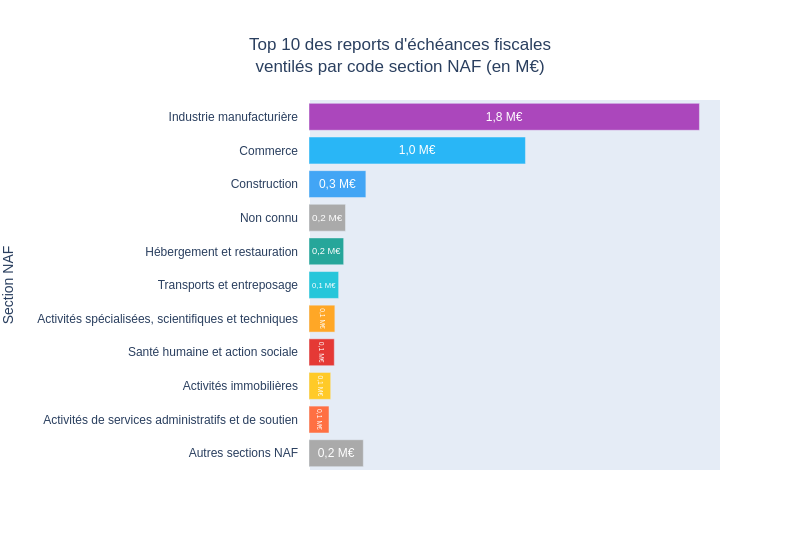 Top 10 des reports d'échéances fiscales
ventilés par code section NAF (en M€)
Section NAF
Industrie manufacturière 1,8 M€
Commerce 1,0 M€
Construction 0,3 M€
Non connu 0,2 M€
Hébergement et restauration 0,2 M€
Transports et entreposage 0,1 M€
Activités spécialisées, scientifiques et techniques 0,1 M€
Santé humaine et action sociale 0,1 M€
Activités immobilières 0,1 M€
Activités de services administratifs et de soutien 0,1 M€
Autres sections NAF 0,2 M€